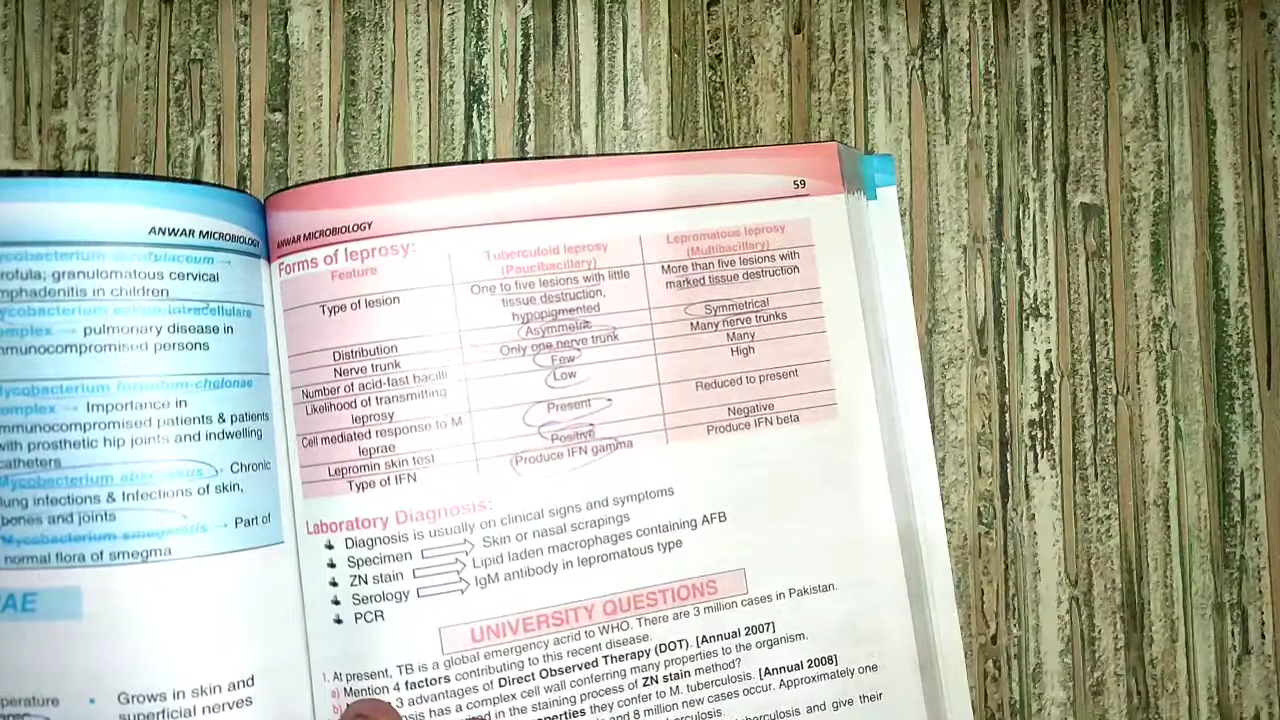 ANWAR MICROBIOLOGY
rofula; granulomatous cervical
mphadenitis in children
omplex → pulmonary disease in
mmunocompromised persons
omplex → Importance in
mmunocompromised patients & patients
with prosthetic hip joints and indwelling
catheters
→ Chronic
lung infections & Infections of skin,
bones and joints
→ Part of
normal flora of smegma
AE
perature
Grows in skin and
superficial nerves
59
ANWAR MICROBIOLOGY
Forms of leprosy:
Feature
Tuberculoid leprosy
(Paucibacillary)
Lepromatous leprosy
(Multibacillary)
Type of lesion
One to five lesions with little
tissue destruction,
hypopigmented
More than five lesions with
marked tissue destruction
Distribution
Asymmetric
Symmetrical
Nerve trunk
Only one nerve trunk
Many nerve trunks
Number of acid-fast bacilli
Few
Many
Likelihood of transmitting
leprosy
Low
High
Cell mediated response to M
leprae
Present
Reduced to present
Lepromin skin test
Positive
Negative
Type of IFN
Produce IFN gamma
Produce IFN beta
Laboratory Diagnosis:
Diagnosis is usually on clinical signs and symptoms
Specimen Skin or nasal scrapings
ZN stain Lipid laden macrophages containing AFB
Serology IgM antibody in lepromatous type
PCR
UNIVERSITY QUESTIONS
1. At present, TB is a global emergency acrid to WHO. There are 3 million cases in Pakistan.
a) Mention 4 factors contributing to this recent disease.
b) 3 advantages of Direct Observed Therapy (DOT). [Annual 2007]
osis has a complex cell wall conferring many properties to the organism.
in the staining process of ZN stain method?
operties they confer to M. tuberculosis. [Annual 2008]
and 8 million new cases occur. Approximately one
berculosis and give their